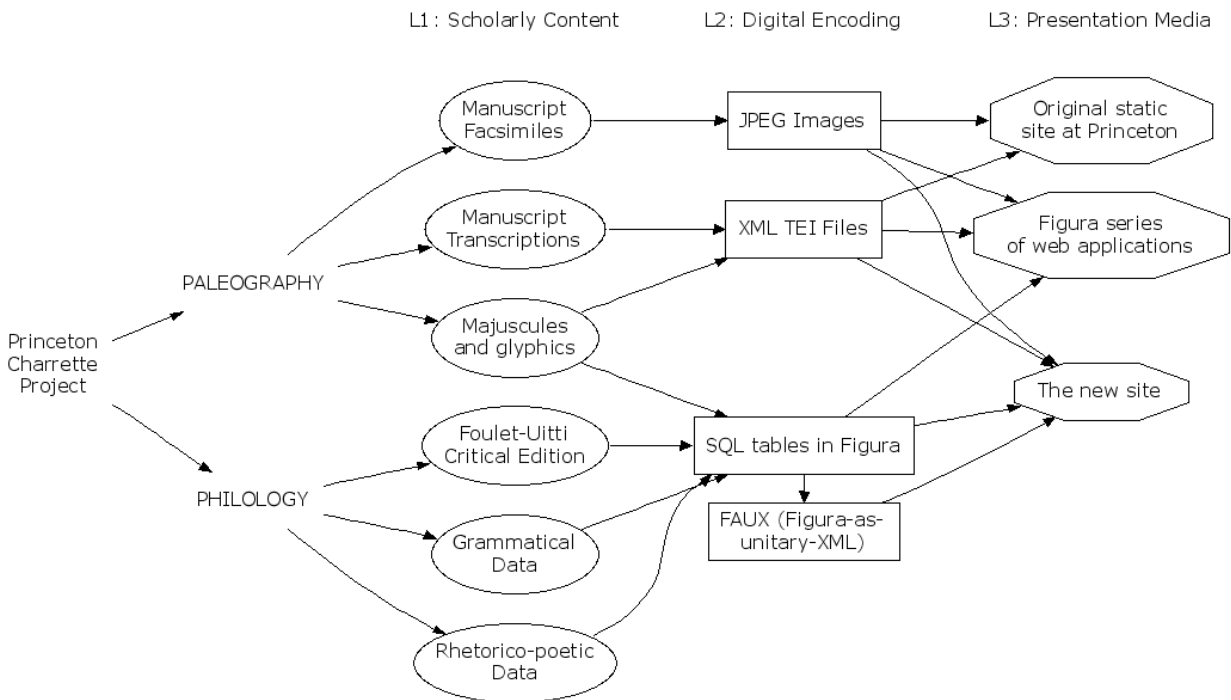 L1: Scholarly Content
L2: Digital Encoding
L3: Presentation Media
Manuscript
Facsimiles
JPEG Images
Original static
site at Princeton
Manuscript
Transcriptions
XML TEI Files
Figura series
of web applications
PALEOGRAPHY
Majuscules
and glyphics
Princeton
Charrette
Project
The new site
Foulet-Uitti
Critical Edition
SQL tables in Figura
PHILOLOGY
FAUX (Figura-as-
unitary-XML)
Grammatical
Data
Rhetorico-poetic
Data